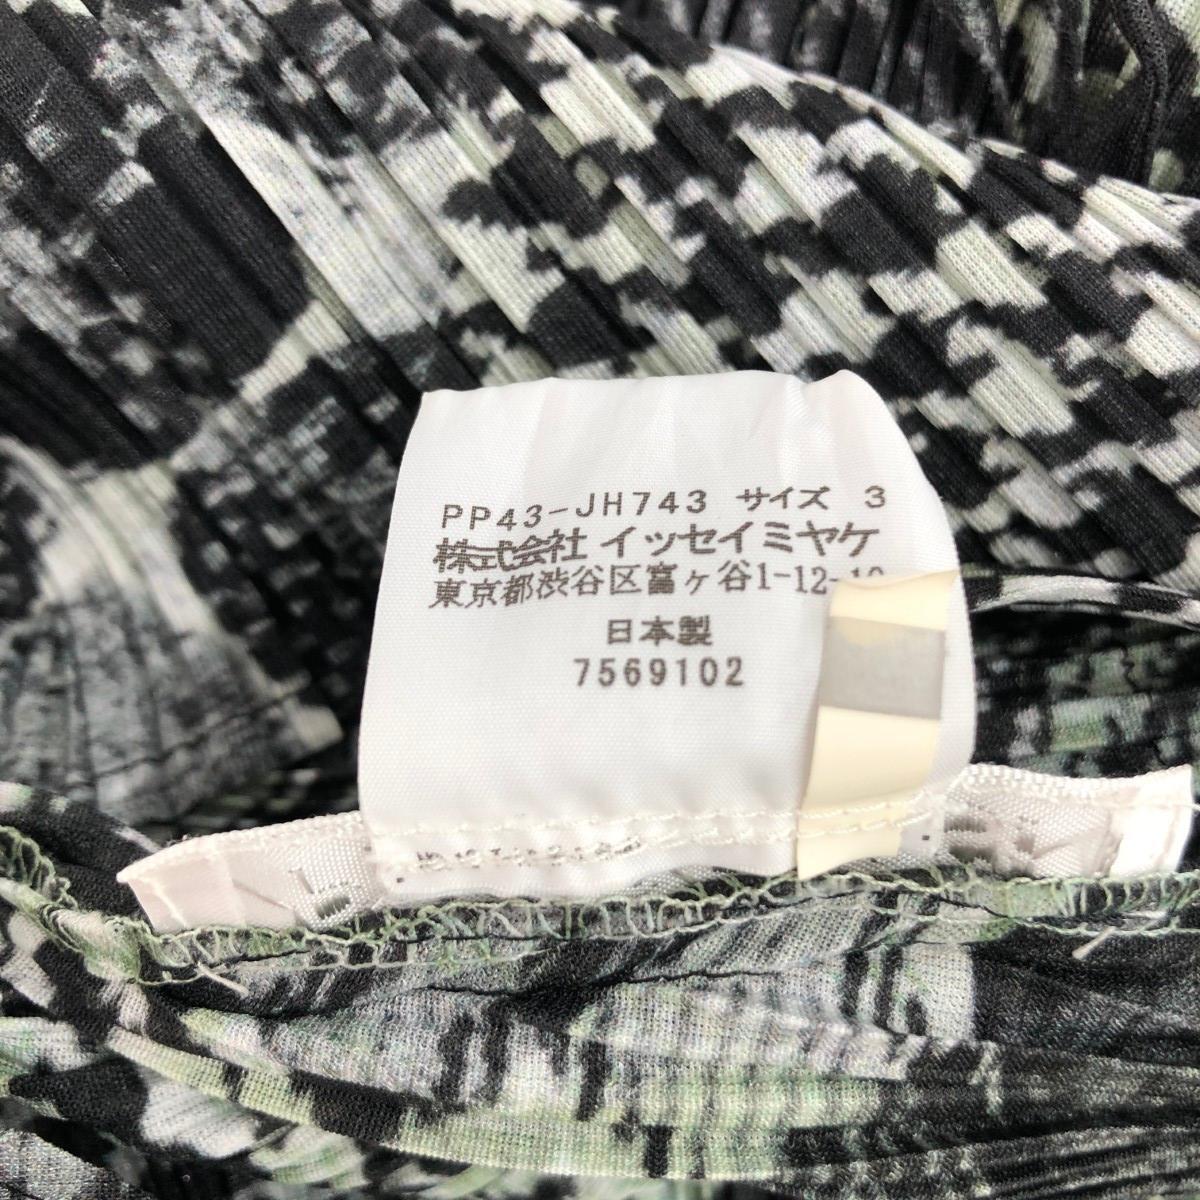 PP43-JH743 サイズ 3
株式会社 イッセイミヤケ
東京都渋谷区富ヶ谷1-12-10
日本製
7569102